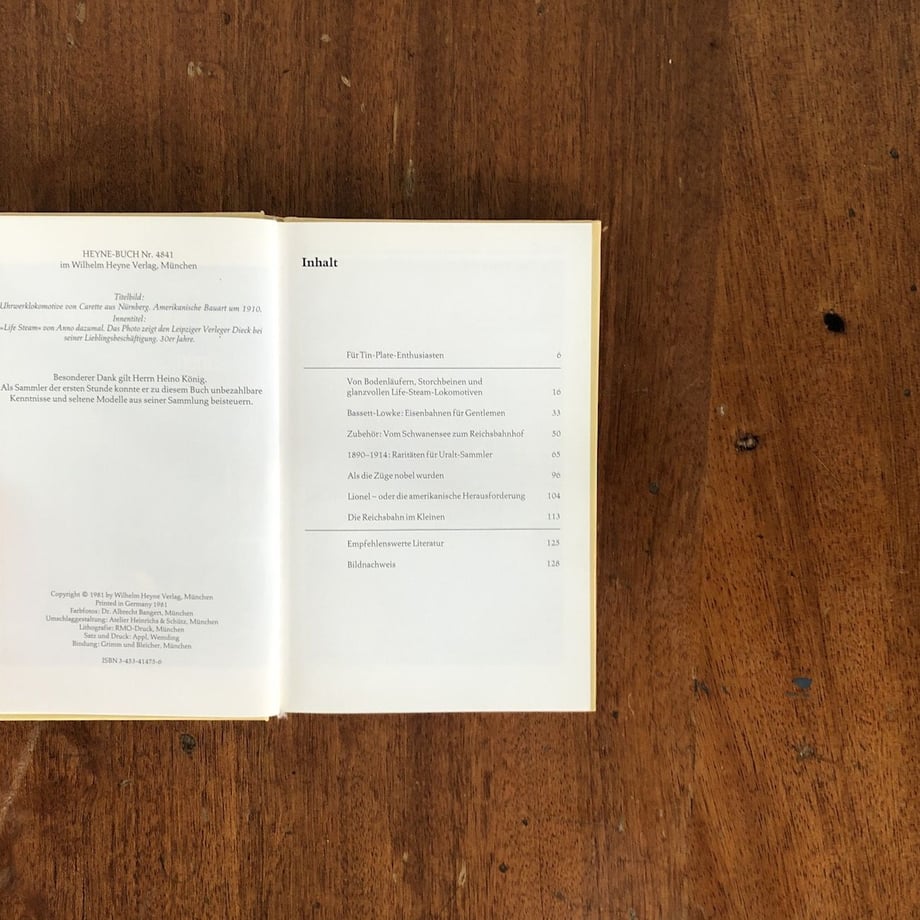 HEYNE-BUCH Nr. 4841
im Wilhelm Heyne Verlag, München
Titelbild:
Uhrwerklokomotive von Carette aus Nürnberg. Amerikanische Bauart um 1910.
Innentitel:
»Life Steam« von Anno dazumal. Das Photo zeigt den Leipziger Verleger Dieck bei
seiner Lieblingsbeschäftigung. 30er Jahre.
Besonderer Dank gilt Herrn Heino König.
Als Sammler der ersten Stunde konnte er zu diesem Buch unbezahlbare
Kenntnisse und seltene Modelle aus seiner Sammlung beisteuern.
Copyright © 1981 by Wilhelm Heyne Verlag, München
Printed in Germany 1981
Farbfotos: Dr. Albrecht Bangert, München
Umschlaggestaltung: Atelier Heinrichs & Schütz, München
Lithografie: RMO-Druck, München
Satz und Druck: Appl, Wemding
Bindung: Grimm und Bleicher, München
ISBN 3-453-41473-6
Inhalt
Für Tin-Plate-Enthusiasten 6
Von Bodenläufern, Storchbeinen und
glanzvollen Life-Steam-Lokomotiven 16
Bassett-Lowke: Eisenbahnen für Gentlemen 33
Zubehör: Vom Schwanensee zum Reichsbahnhof 50
1890–1914: Raritäten für Uralt-Sammler 65
Als die Züge nobel wurden 96
Lionel – oder die amerikanische Herausforderung 104
Die Reichsbahn im Kleinen 113
Empfehlenswerte Literatur 125
Bildnachweis 128